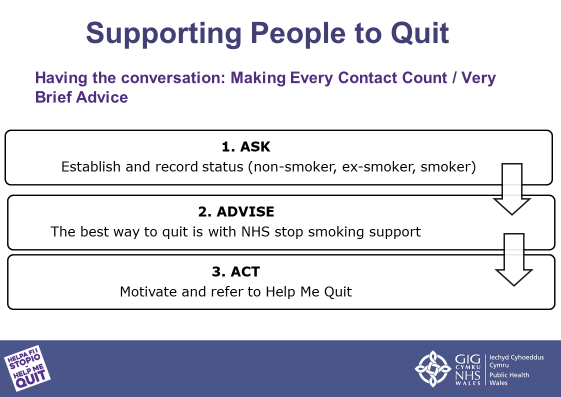 Supporting People to Quit
Having the conversation: Making Every Contact Count / Very
Brief Advice
1. ASK
Establish and record status (non-smoker, ex-smoker, smoker)
2. ADVISE
The best way to quit is with NHS stop smoking support
3. ACT
Motivate and refer to Help Me Quit
HELPA FI I
STOPIO
HELP ME
QUIT
GIG
CYMRU
NHS
WALES
Iechyd Cyhoeddus
Cymru
Public Health
Wales